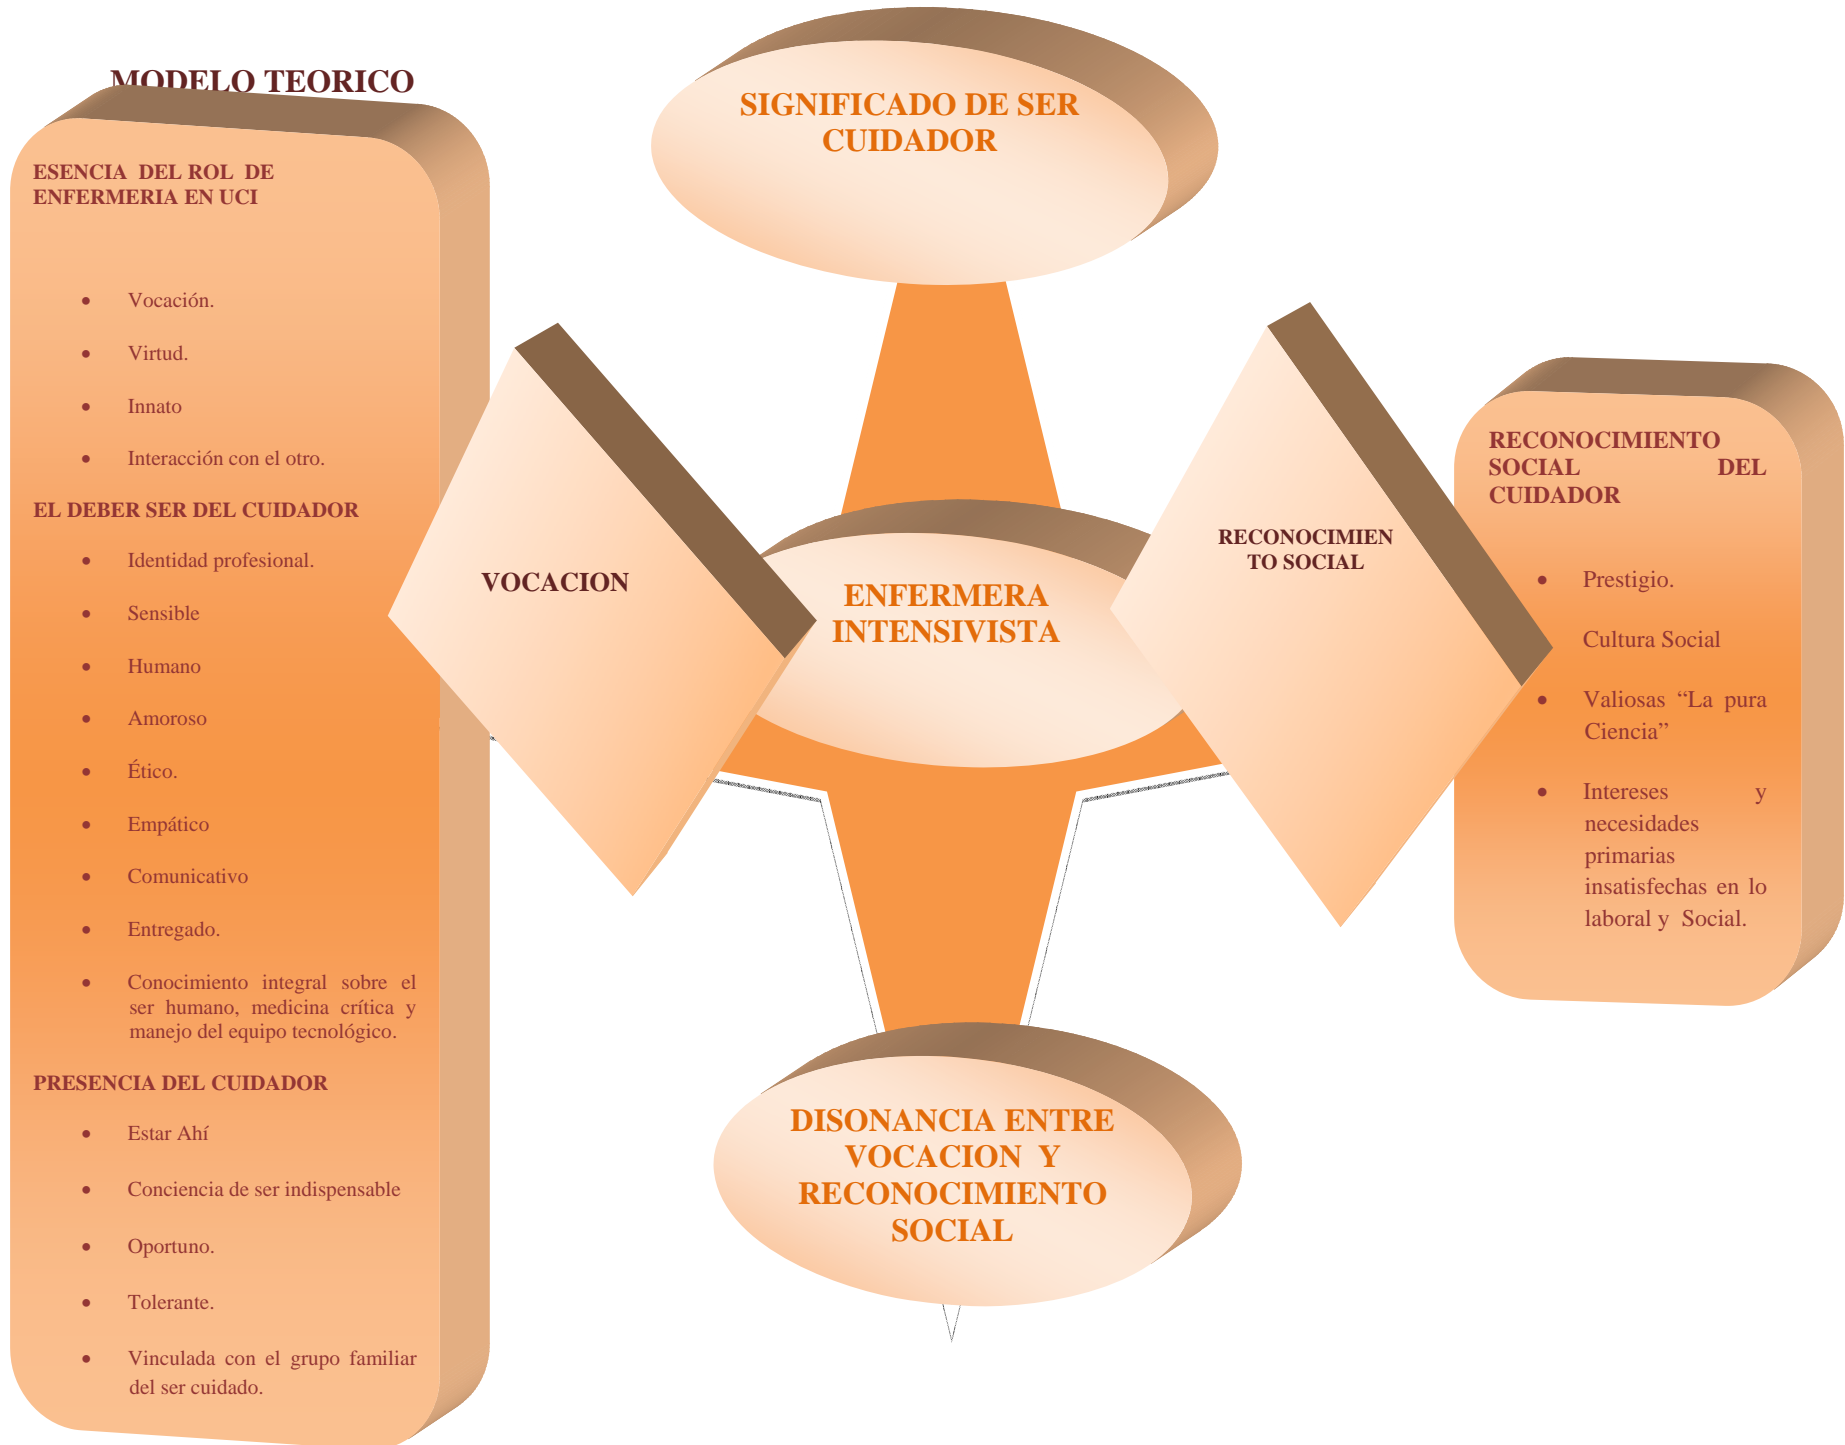 MODELO TEORICO
ESENCIA DEL ROL DE
ENFERMERIA EN UCI
• Vocación.
• Virtud.
• Innato
• Interacción con el otro.
EL DEBER SER DEL CUIDADOR
• Identidad profesional.
• Sensible
• Humano
• Amoroso
• Ético.
• Empático
• Comunicativo
• Entregado.
• Conocimiento integral sobre el
ser humano, medicina crítica y
manejo del equipo tecnológico.
PRESENCIA DEL CUIDADOR
• Estar Ahí
• Conciencia de ser indispensable
• Oportuno.
• Tolerante.
• Vinculada con el grupo familiar
del ser cuidado.
SIGNIFICADO DE SER
CUIDADOR
VOCACION
ENFERMERA
INTENSIVISTA
RECONOCIMIEN
TO SOCIAL
DISONANCIA ENTRE
VOCACION Y
RECONOCIMIENTO
SOCIAL
RECONOCIMIENTO
SOCIAL DEL
CUIDADOR
• Prestigio.
Cultura Social
• Valiosas “La pura
Ciencia”
• Intereses y
necesidades
primarias
insatisfechas en lo
laboral y Social.